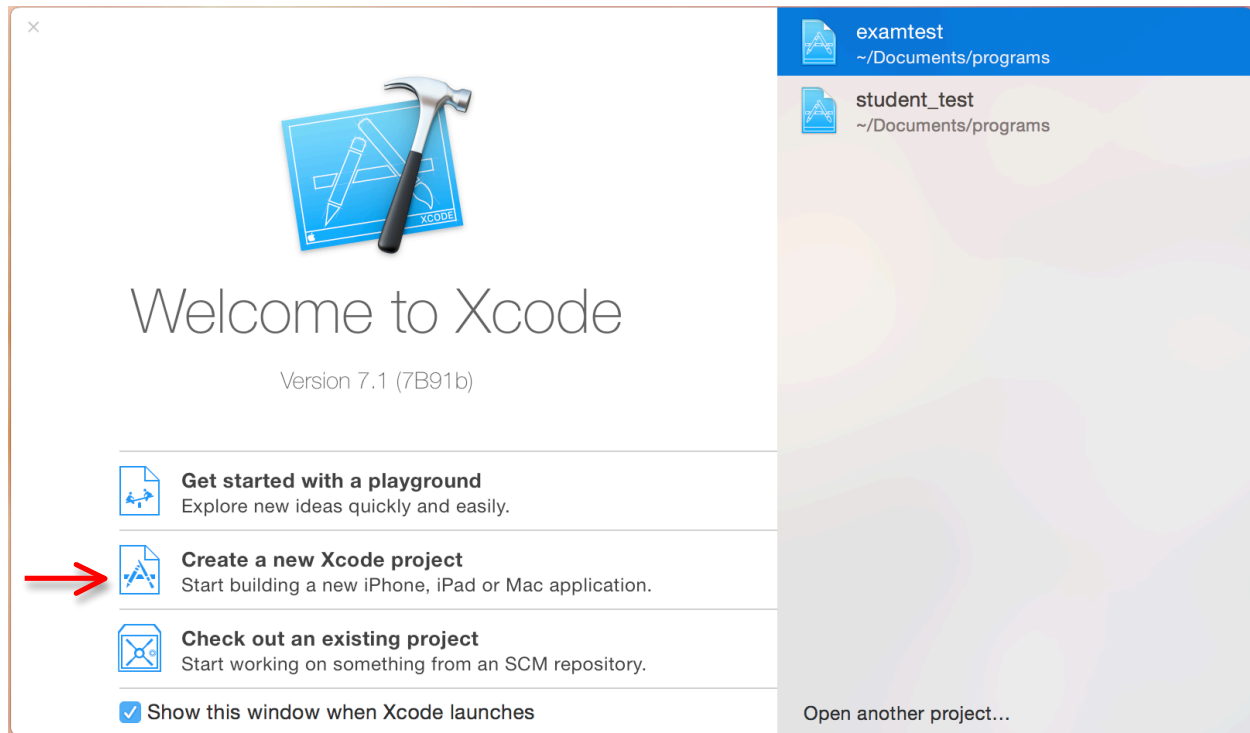 XCODE
Welcome to Xcode
Version 7.1 (7B91b)
Get started with a playground
Explore new ideas quickly and easily.
Create a new Xcode project
Start building a new iPhone, iPad or Mac application.
Check out an existing project
Start working on something from an SCM repository.
Show this window when Xcode launches
examtest
~/Documents/programs
student_test
~/Documents/programs
Open another project...